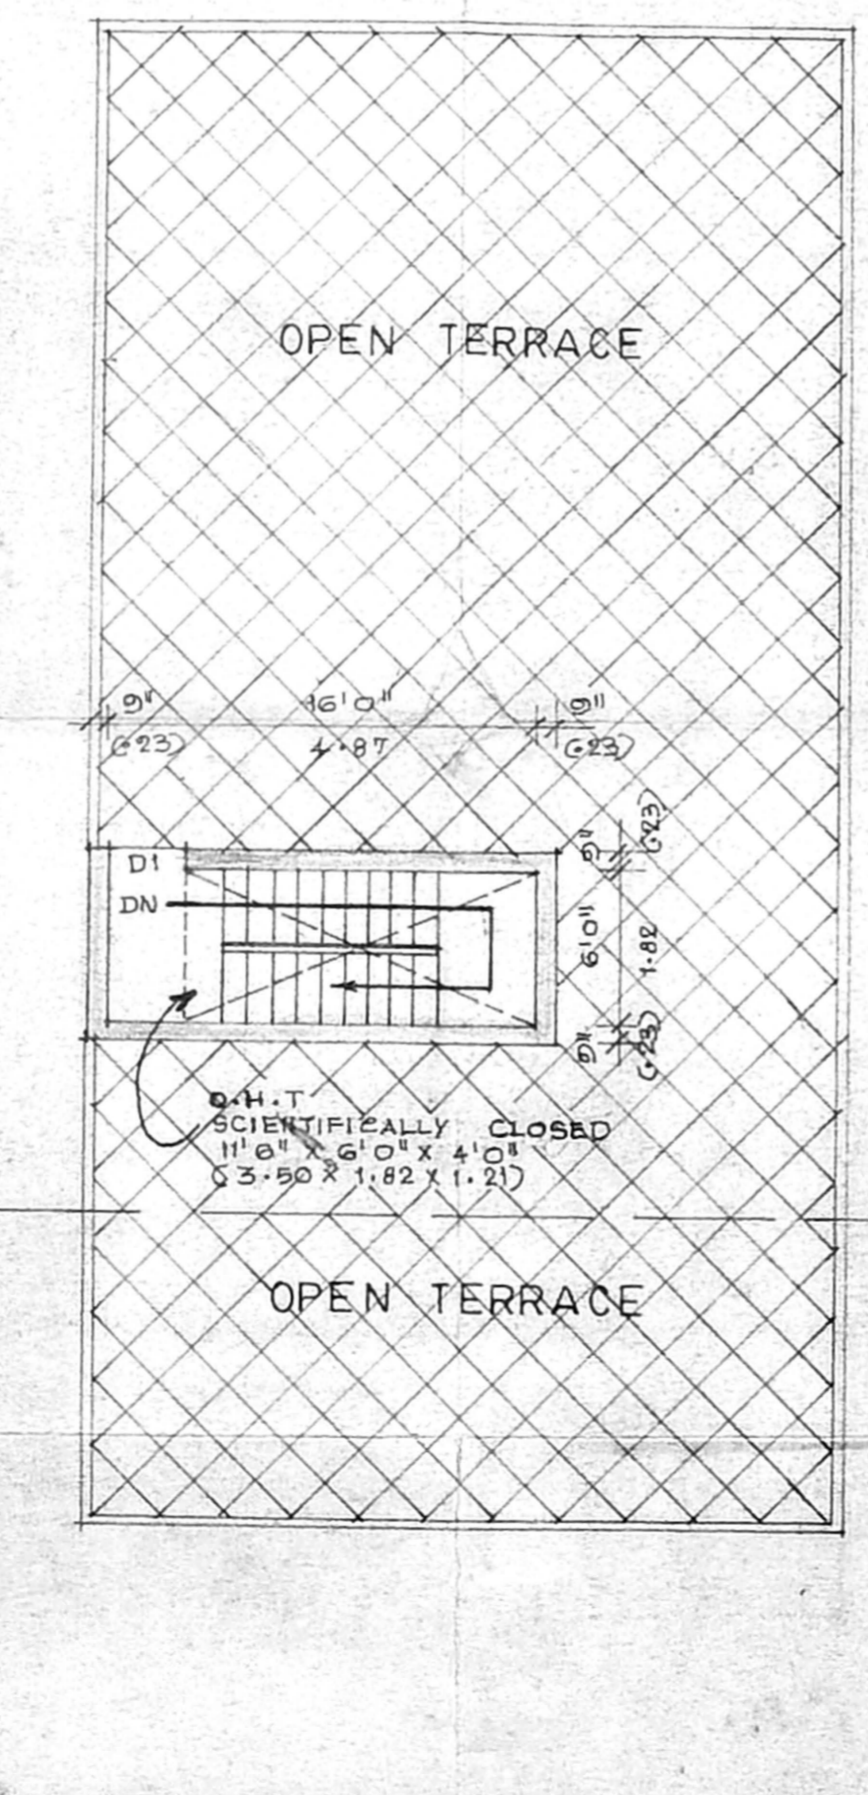 OPEN TERRACE
9" 16'0" 9"
(.23) 4.87 (.23)
9" (.23)
D1
DN
6'0" 1.82
9" (.23)
O.H.T
SCIENTIFICALLY CLOSED
11'6" X 6'0" X 4'0"
(3.50 X 1.82 X 1.21)
OPEN TERRACE